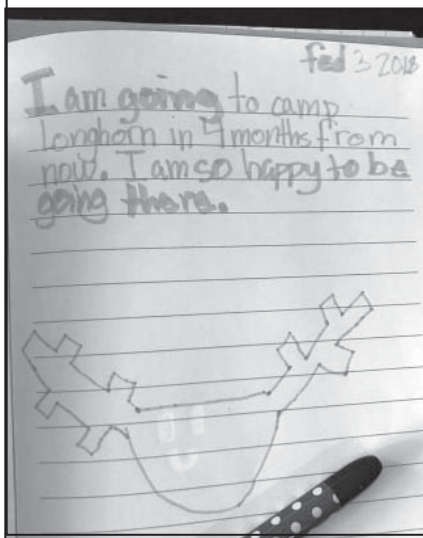 fed 3 2018
I am going to camp
longhorn in 4 months from
now. I am so happy to be
going there.